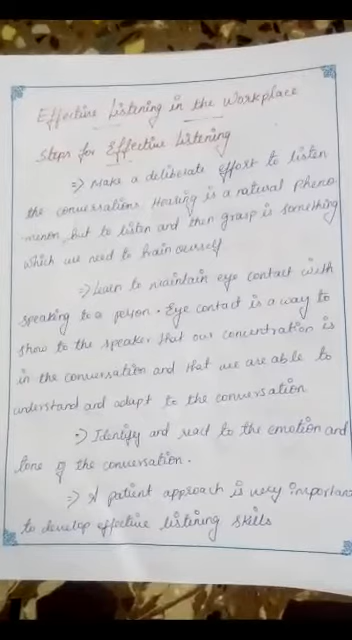 Effective Listening in the Workplace
Steps for Effective Listening
=> Make a deliberate effort to listen
the conversations. Hearing is a natural pheno
menon, but to listen and then grasp is something
which we need to train ourself.
=> Learn to maintain eye contact with
speaking to a person. Eye contact is a way to
show to the speaker that our concentration is
in the conversation and that we are able to
understand and adapt to the conversation
=> Identify and react to the emotion and
tone of the conversation.
=> A patient approach is very importan
to develop effective listening skills